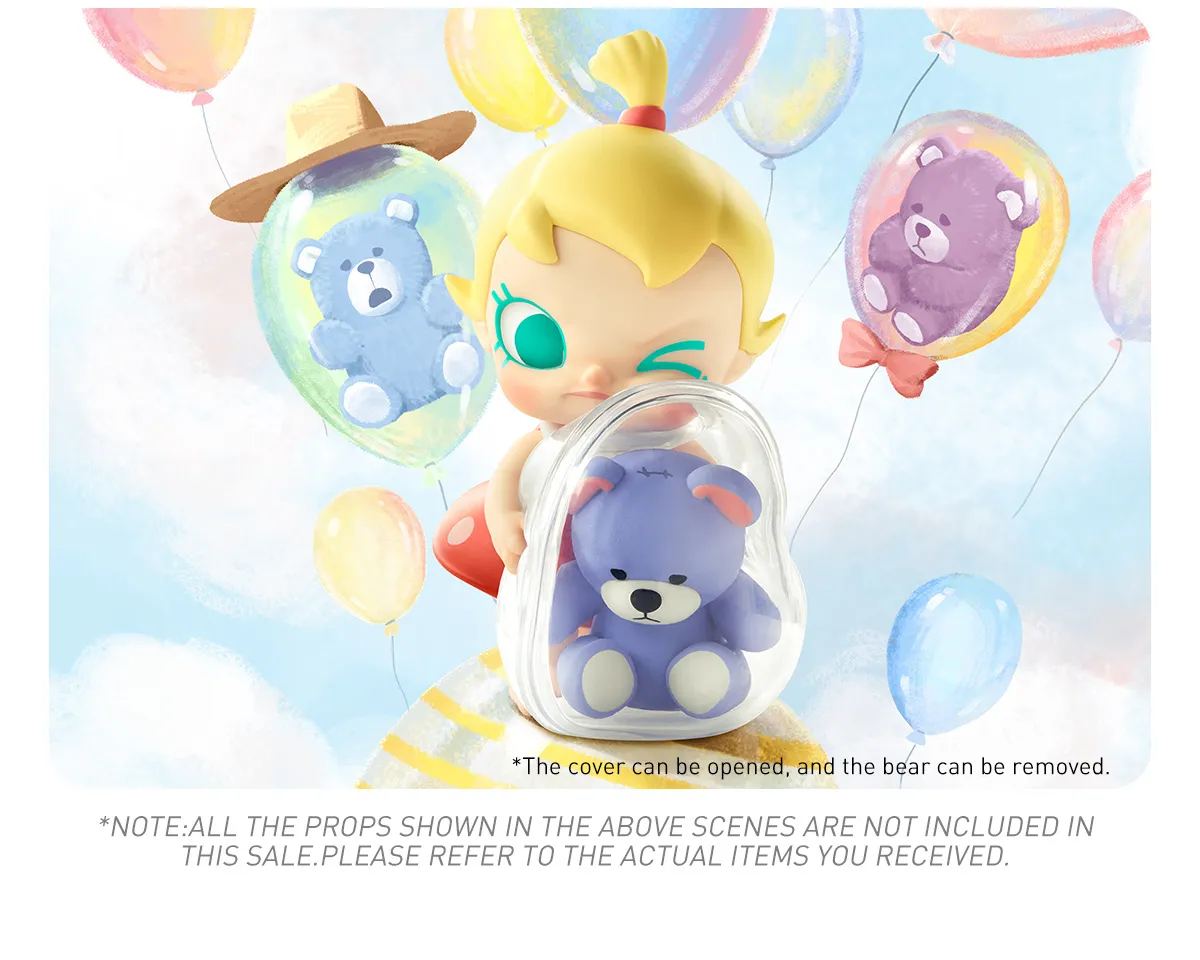 *The cover can be opened, and the bear can be removed.
*NOTE:ALL THE PROPS SHOWN IN THE ABOVE SCENES ARE NOT INCLUDED IN
THIS SALE.PLEASE REFER TO THE ACTUAL ITEMS YOU RECEIVED.